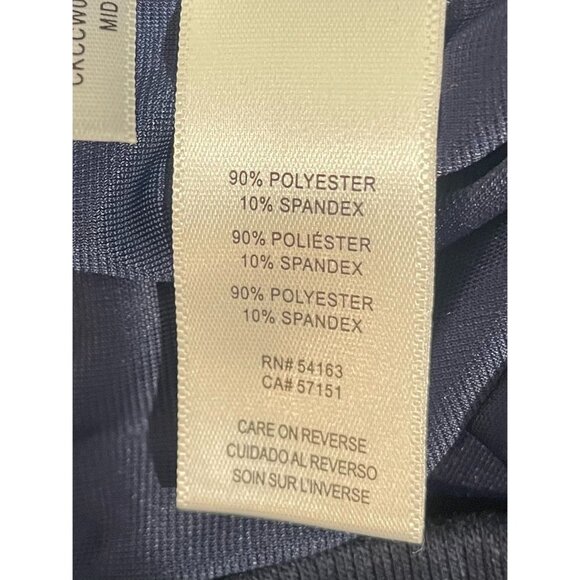 MID
90% POLYESTER
10% SPANDEX
90% POLIÉSTER
10% SPANDEX
90% POLYESTER
10% SPANDEX
RN# 54163
CA# 57151
CARE ON REVERSE
CUIDADO AL REVERSO
SOIN SUR L'INVERSE